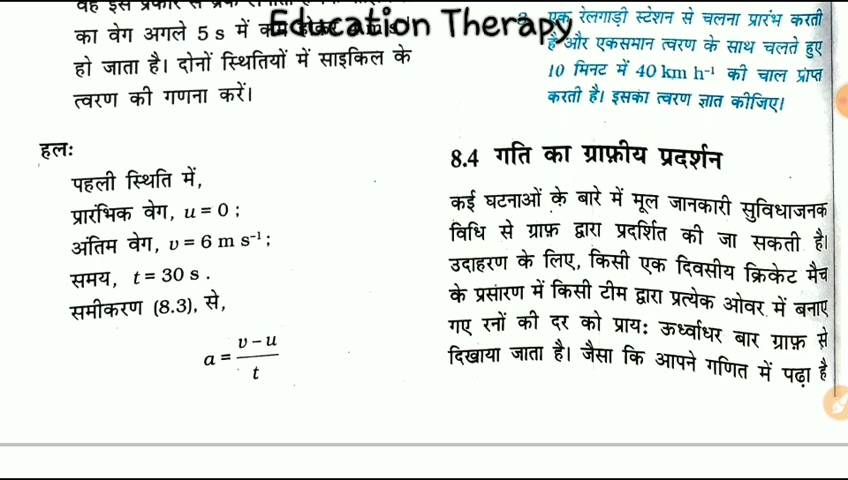 Education Therapy
वह इस प्रकार से
का वेग अगले 5 s में
हो जाता है। दोनों स्थितियों में साइकिल के
त्वरण की गणना करें।
हलः
पहली स्थिति में,
प्रारंभिक वेग, u = 0 ;
अंतिम वेग, v = 6 m s⁻¹ ;
समय, t = 30 s .
समीकरण (8.3), से,
a = (v – u)/t
एक रेलगाड़ी स्टेशन से चलना प्रारंभ करती
है और एकसमान त्वरण के साथ चलते हुए
10 मिनट में 40 km h⁻¹ की चाल प्राप्त
करती है। इसका त्वरण ज्ञात कीजिए।
8.4 गति का ग्राफ़ीय प्रदर्शन
कई घटनाओं के बारे में मूल जानकारी सुविधाजनक
विधि से ग्राफ़ द्वारा प्रदर्शित की जा सकती है।
उदाहरण के लिए, किसी एक दिवसीय क्रिकेट मैच
के प्रसारण में किसी टीम द्वारा प्रत्येक ओवर में बनाए
गए रनों की दर को प्रायः ऊर्ध्वाधर बार ग्राफ़ से
दिखाया जाता है। जैसा कि आपने गणित में पढ़ा है